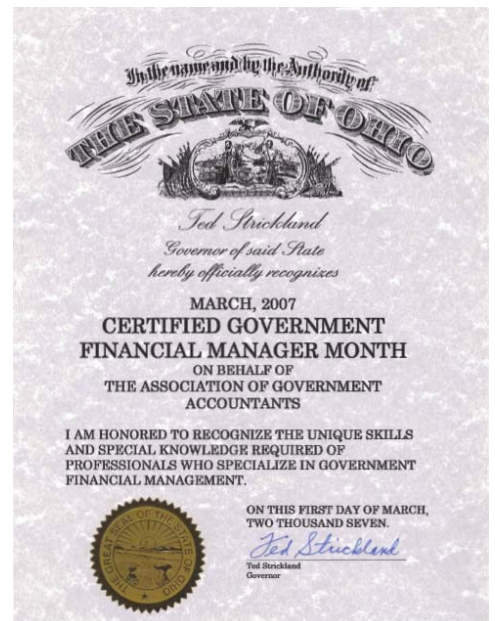 In the name and by the Authority of
THE STATE OF OHIO
Ted Strickland
Governor of said State
hereby officially recognizes
MARCH, 2007
CERTIFIED GOVERNMENT
FINANCIAL MANAGER MONTH
ON BEHALF OF
THE ASSOCIATION OF GOVERNMENT
ACCOUNTANTS
I AM HONORED TO RECOGNIZE THE UNIQUE SKILLS
AND SPECIAL KNOWLEDGE REQUIRED OF
PROFESSIONALS WHO SPECIALIZE IN GOVERNMENT
FINANCIAL MANAGEMENT.
ON THIS FIRST DAY OF MARCH,
TWO THOUSAND SEVEN.
Ted Strickland
Ted Strickland
Governor
THE GREAT SEAL OF THE STATE OF OHIO